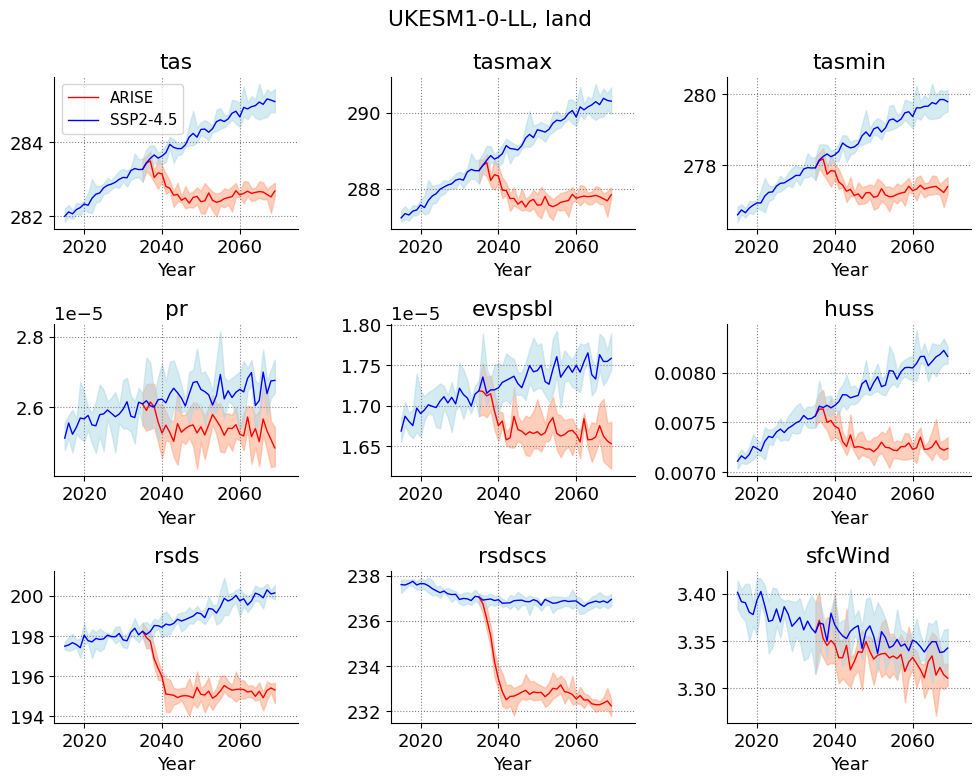 UKESM1-0-LL, land
tas
tasmax
tasmin
ARISE
SSP2-4.5
284
282
2020
2040
2060
Year
290
288
2020
2040
2060
Year
280
278
2020
2040
2060
Year
1e−5
pr
1e−5
evspsbl
huss
2.8
2.6
2020
2040
2060
Year
1.80
1.75
1.70
1.65
2020
2040
2060
Year
0.0080
0.0075
0.0070
2020
2040
2060
Year
rsds
rsdscs
sfcWind
200
198
196
194
2020
2040
2060
Year
238
236
234
232
2020
2040
2060
Year
3.40
3.35
3.30
2020
2040
2060
Year